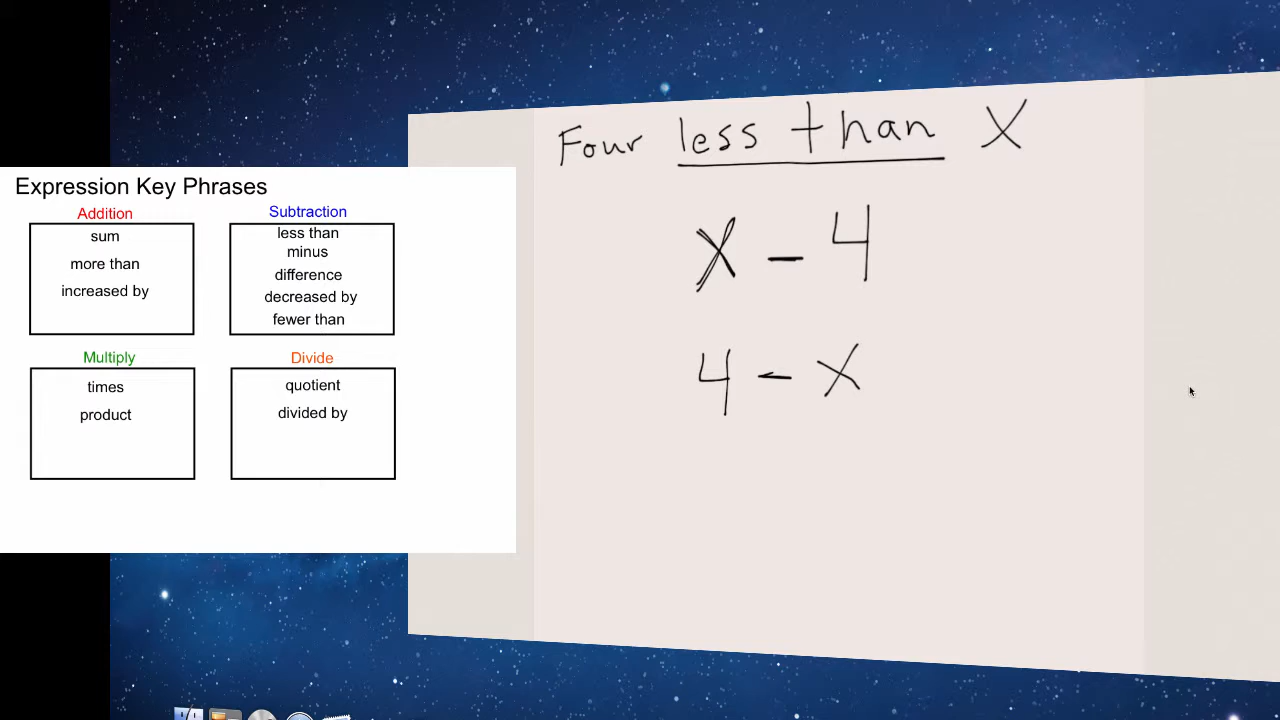 Four less than x
x - 4
4 - x
Expression Key Phrases
Addition
sum
more than
increased by
Subtraction
less than
minus
difference
decreased by
fewer than
Multiply
times
product
Divide
quotient
divided by